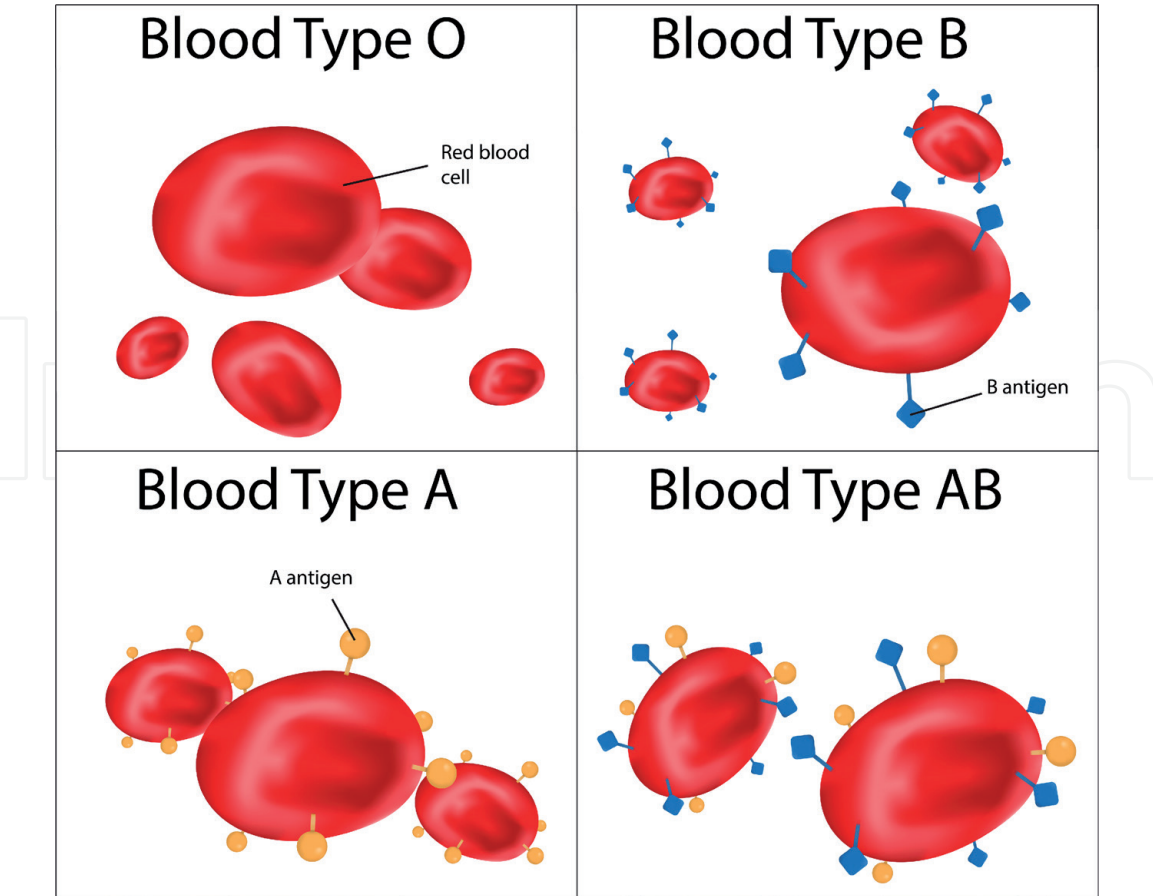 Blood Type O
Red blood
cell
Blood Type B
B antigen
Blood Type A
A antigen
Blood Type AB